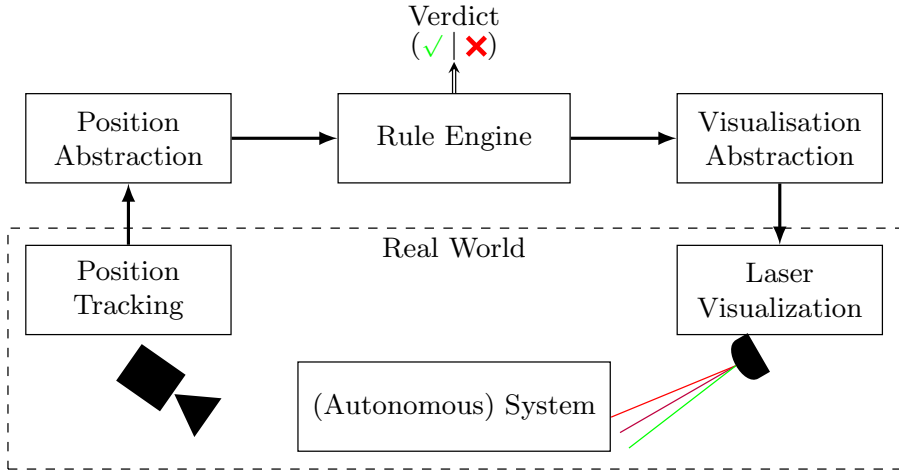 Verdict
(✓ | ✗)
Position
Abstraction
Rule Engine
Visualisation
Abstraction
Real World
Position
Tracking
Laser
Visualization
(Autonomous) System